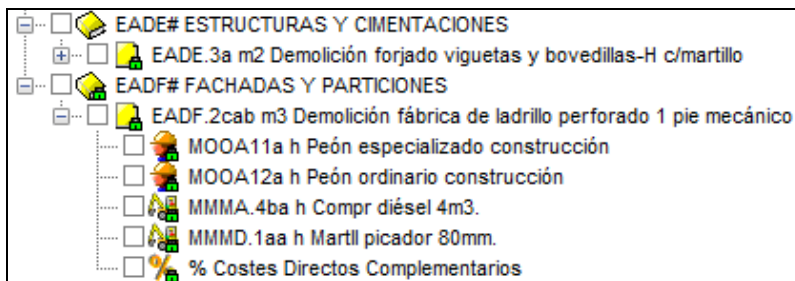 EADE# ESTRUCTURAS Y CIMENTACIONES
EADE.3a m2 Demolición forjado viguetas y bovedillas-H c/martillo
EADF# FACHADAS Y PARTICIONES
EADF.2cab m3 Demolición fábrica de ladrillo perforado 1 pie mecánico
MOOA11a h Peón especializado construcción
MOOA12a h Peón ordinario construcción
MMMA.4ba h Compr diésel 4m3.
MMMD.1aa h Martll picador 80mm.
% Costes Directos Complementarios